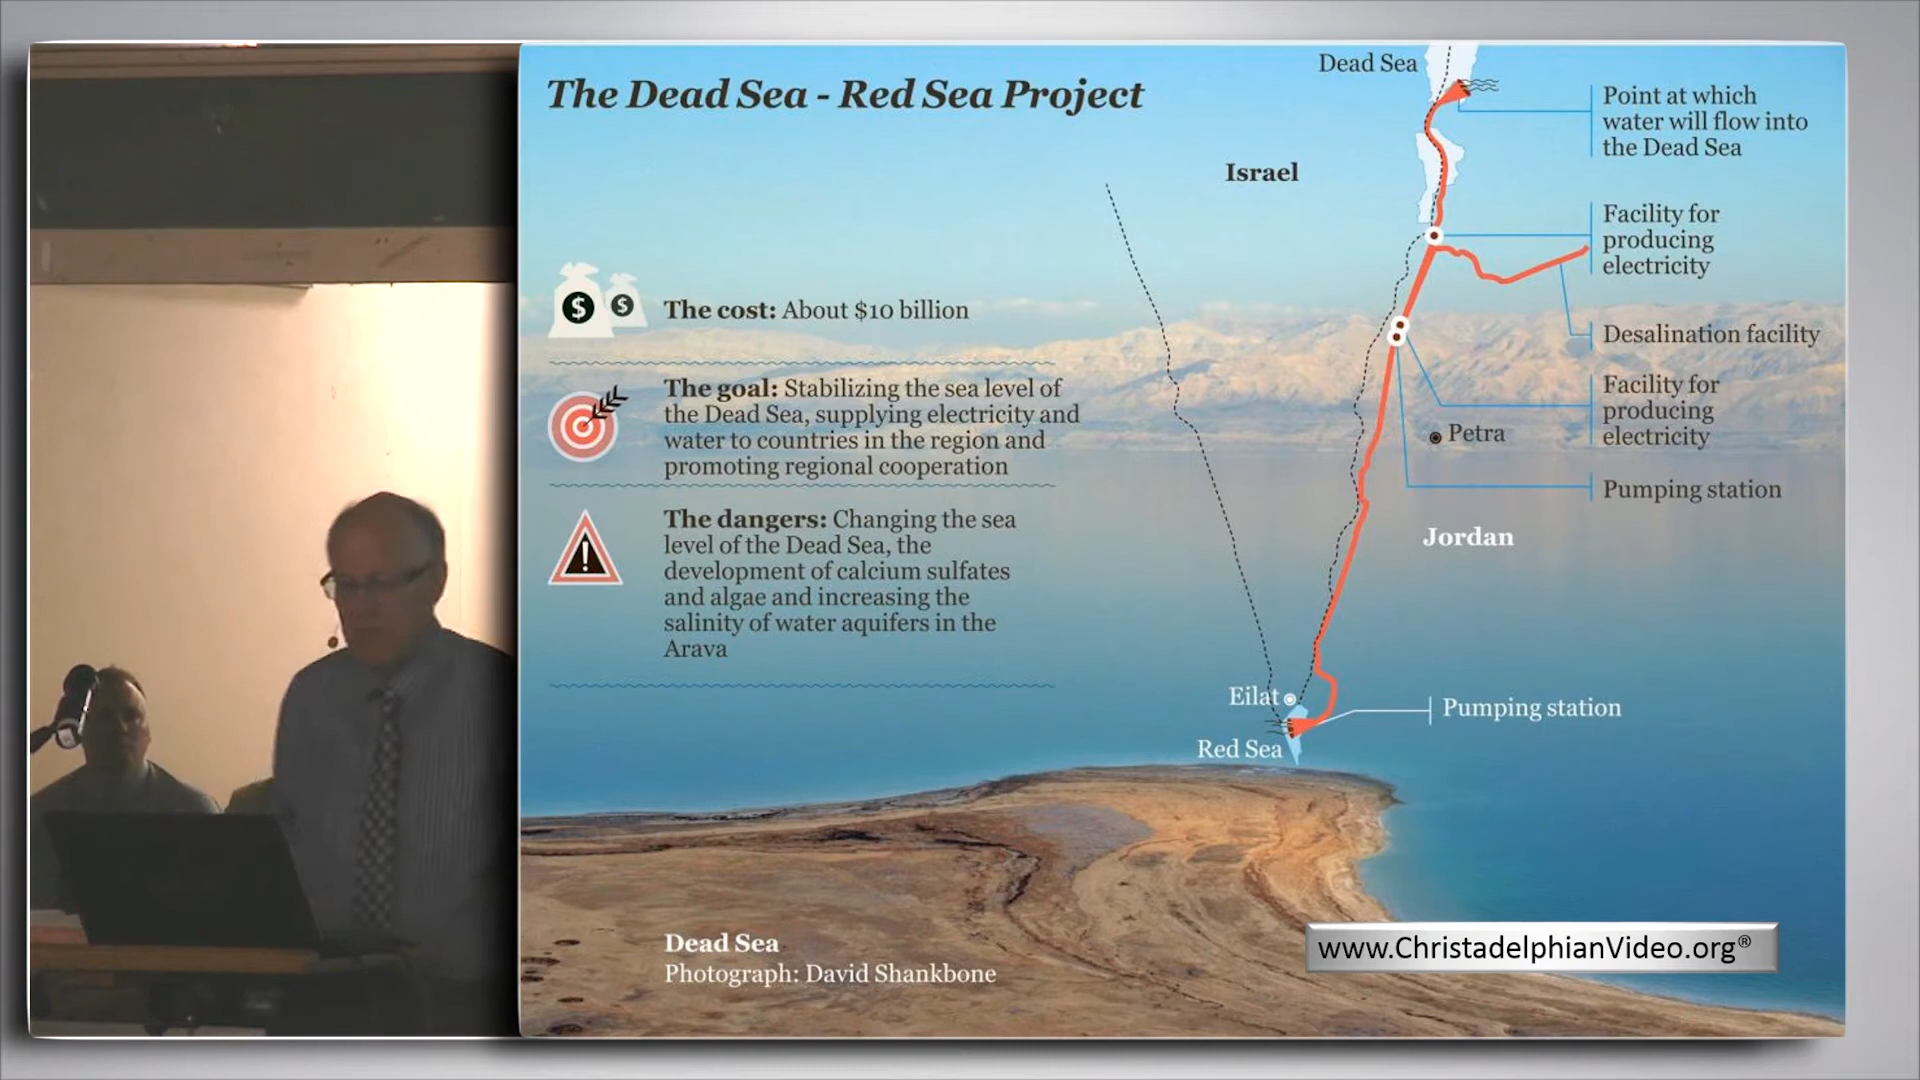 The Dead Sea - Red Sea Project
$ $
The cost: About $10 billion
The goal: Stabilizing the sea level of
the Dead Sea, supplying electricity and
water to countries in the region and
promoting regional cooperation
!
The dangers: Changing the sea
level of the Dead Sea, the
development of calcium sulfates
and algae and increasing the
salinity of water aquifers in the
Arava
Dead Sea
Israel
Point at which
water will flow into
the Dead Sea
Facility for
producing
electricity
Desalination facility
Facility for
producing
electricity
Petra
Pumping station
Jordan
Eilat
Pumping station
Red Sea
Dead Sea
Photograph: David Shankbone
www.ChristadelphianVideo.org®